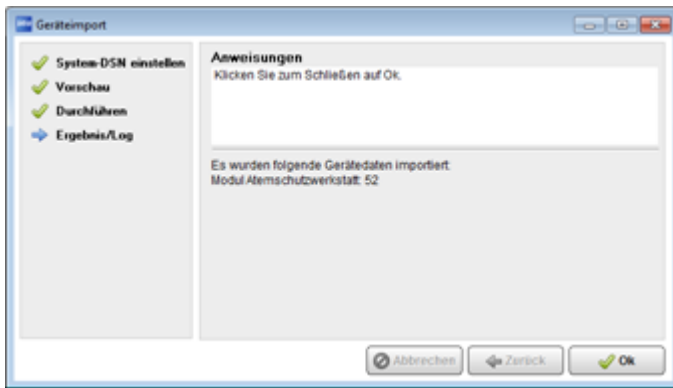 Geräteimport
System-DSN einstellen
Vorschau
Durchführen
Ergebnis/Log
Anweisungen
Klicken Sie zum Schließen auf Ok.
Es wurden folgende Gerätedaten importiert:
Modul Atemschutzwerkstatt: 52
Abbrechen
Zurück
Ok